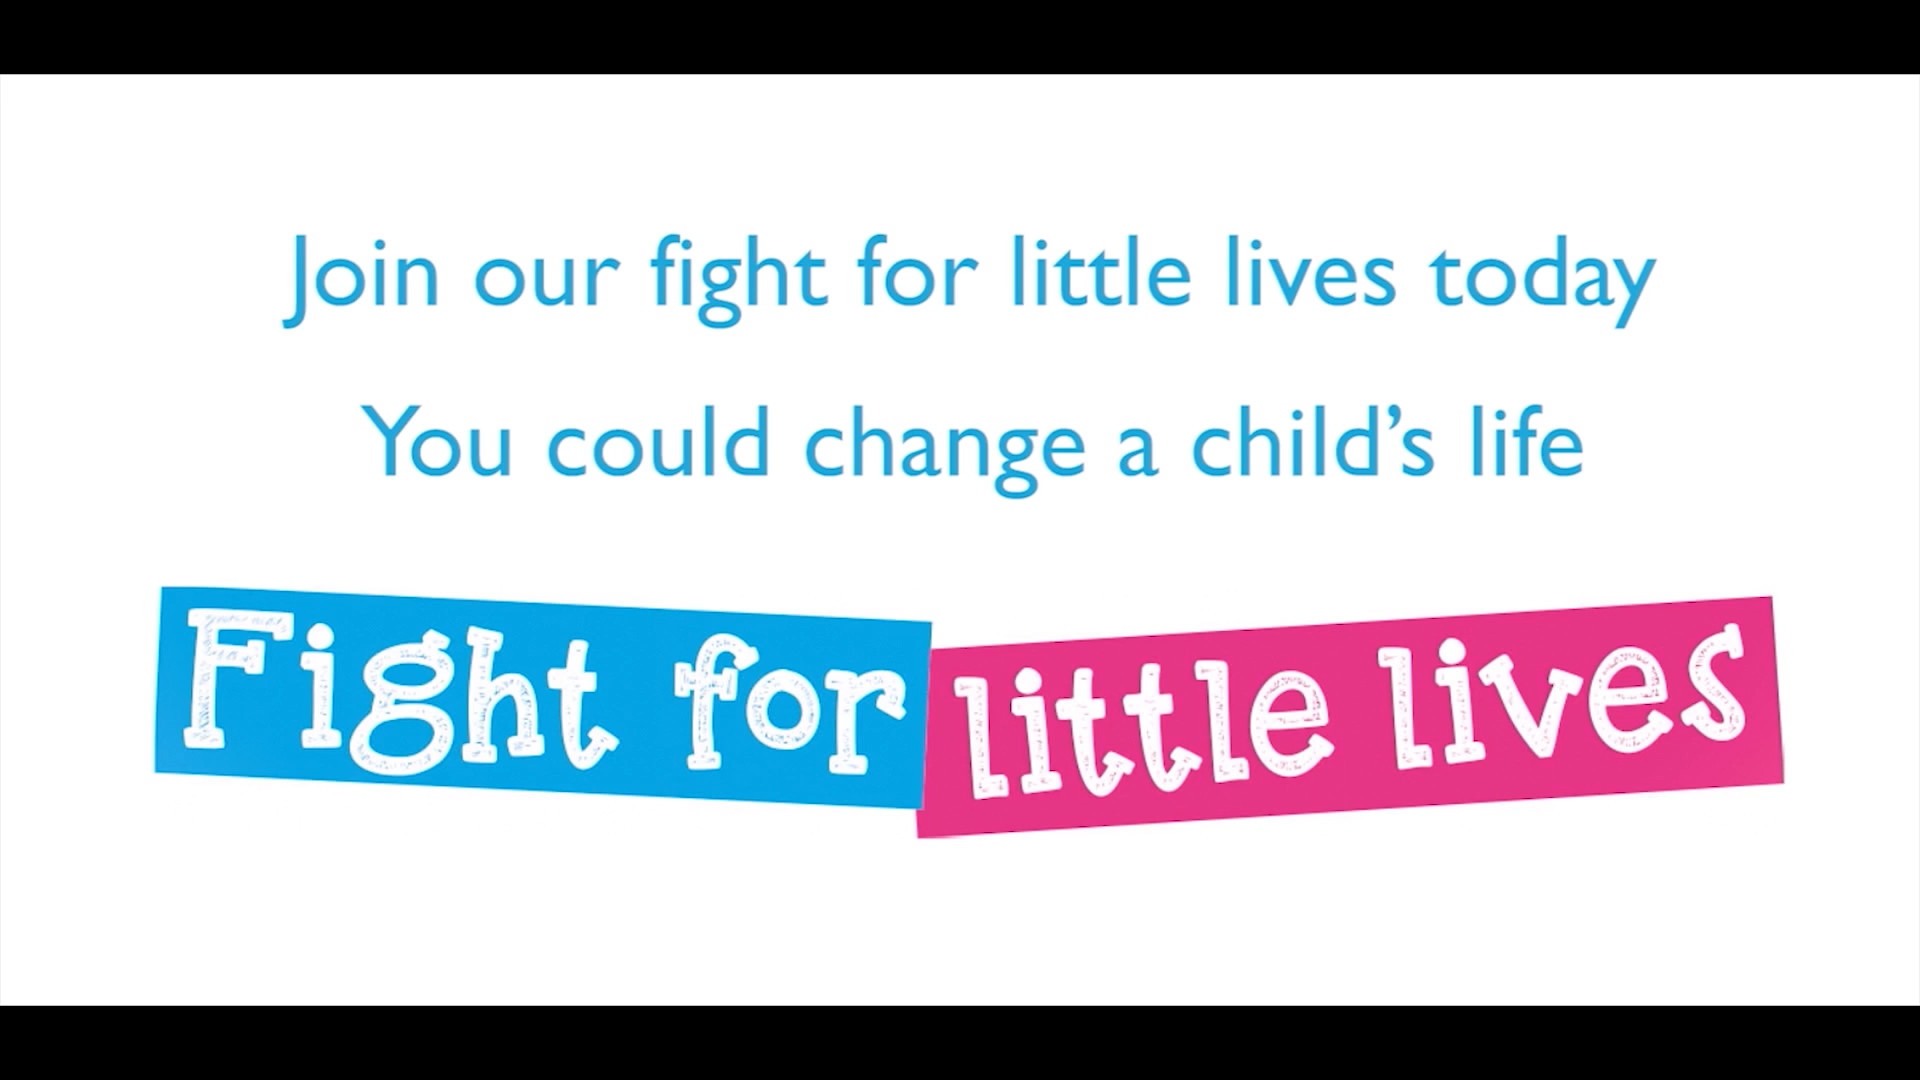 Join our fight for little lives today
You could change a child’s life
Fight for little lives